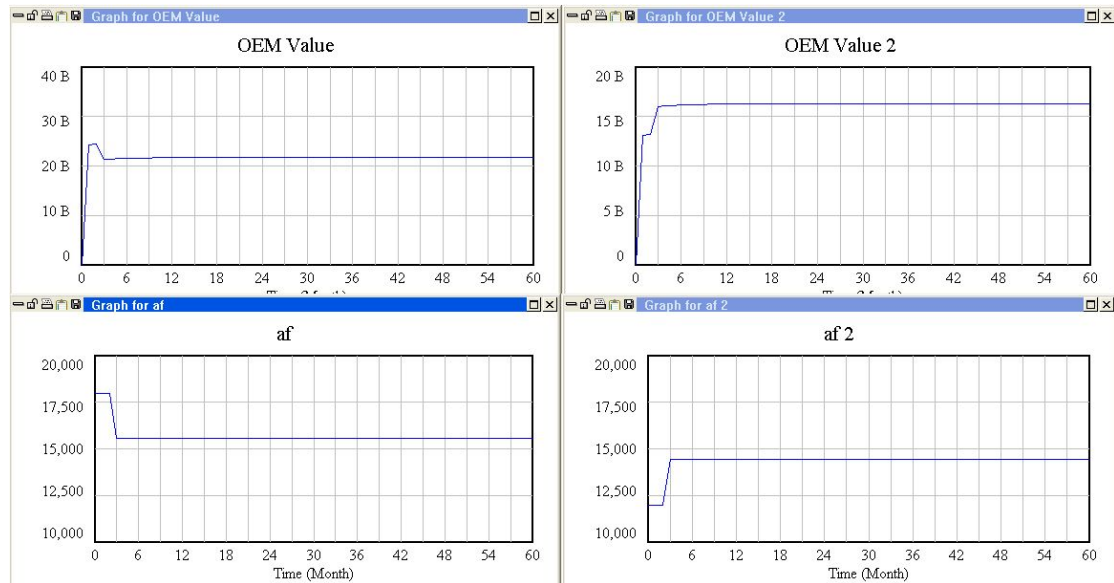 Graph for OEM Value
OEM Value
40 B
30 B
20 B
10 B
0
0 6 12 18 24 30 36 42 48 54 60
Time (Month)
Graph for OEM Value 2
OEM Value 2
20 B
15 B
10 B
5 B
0
0 6 12 18 24 30 36 42 48 54 60
Time (Month)
Graph for af
af
20,000
17,500
15,000
12,500
10,000
0 6 12 18 24 30 36 42 48 54 60
Time (Month)
Graph for af 2
af 2
20,000
17,500
15,000
12,500
10,000
0 6 12 18 24 30 36 42 48 54 60
Time (Month)